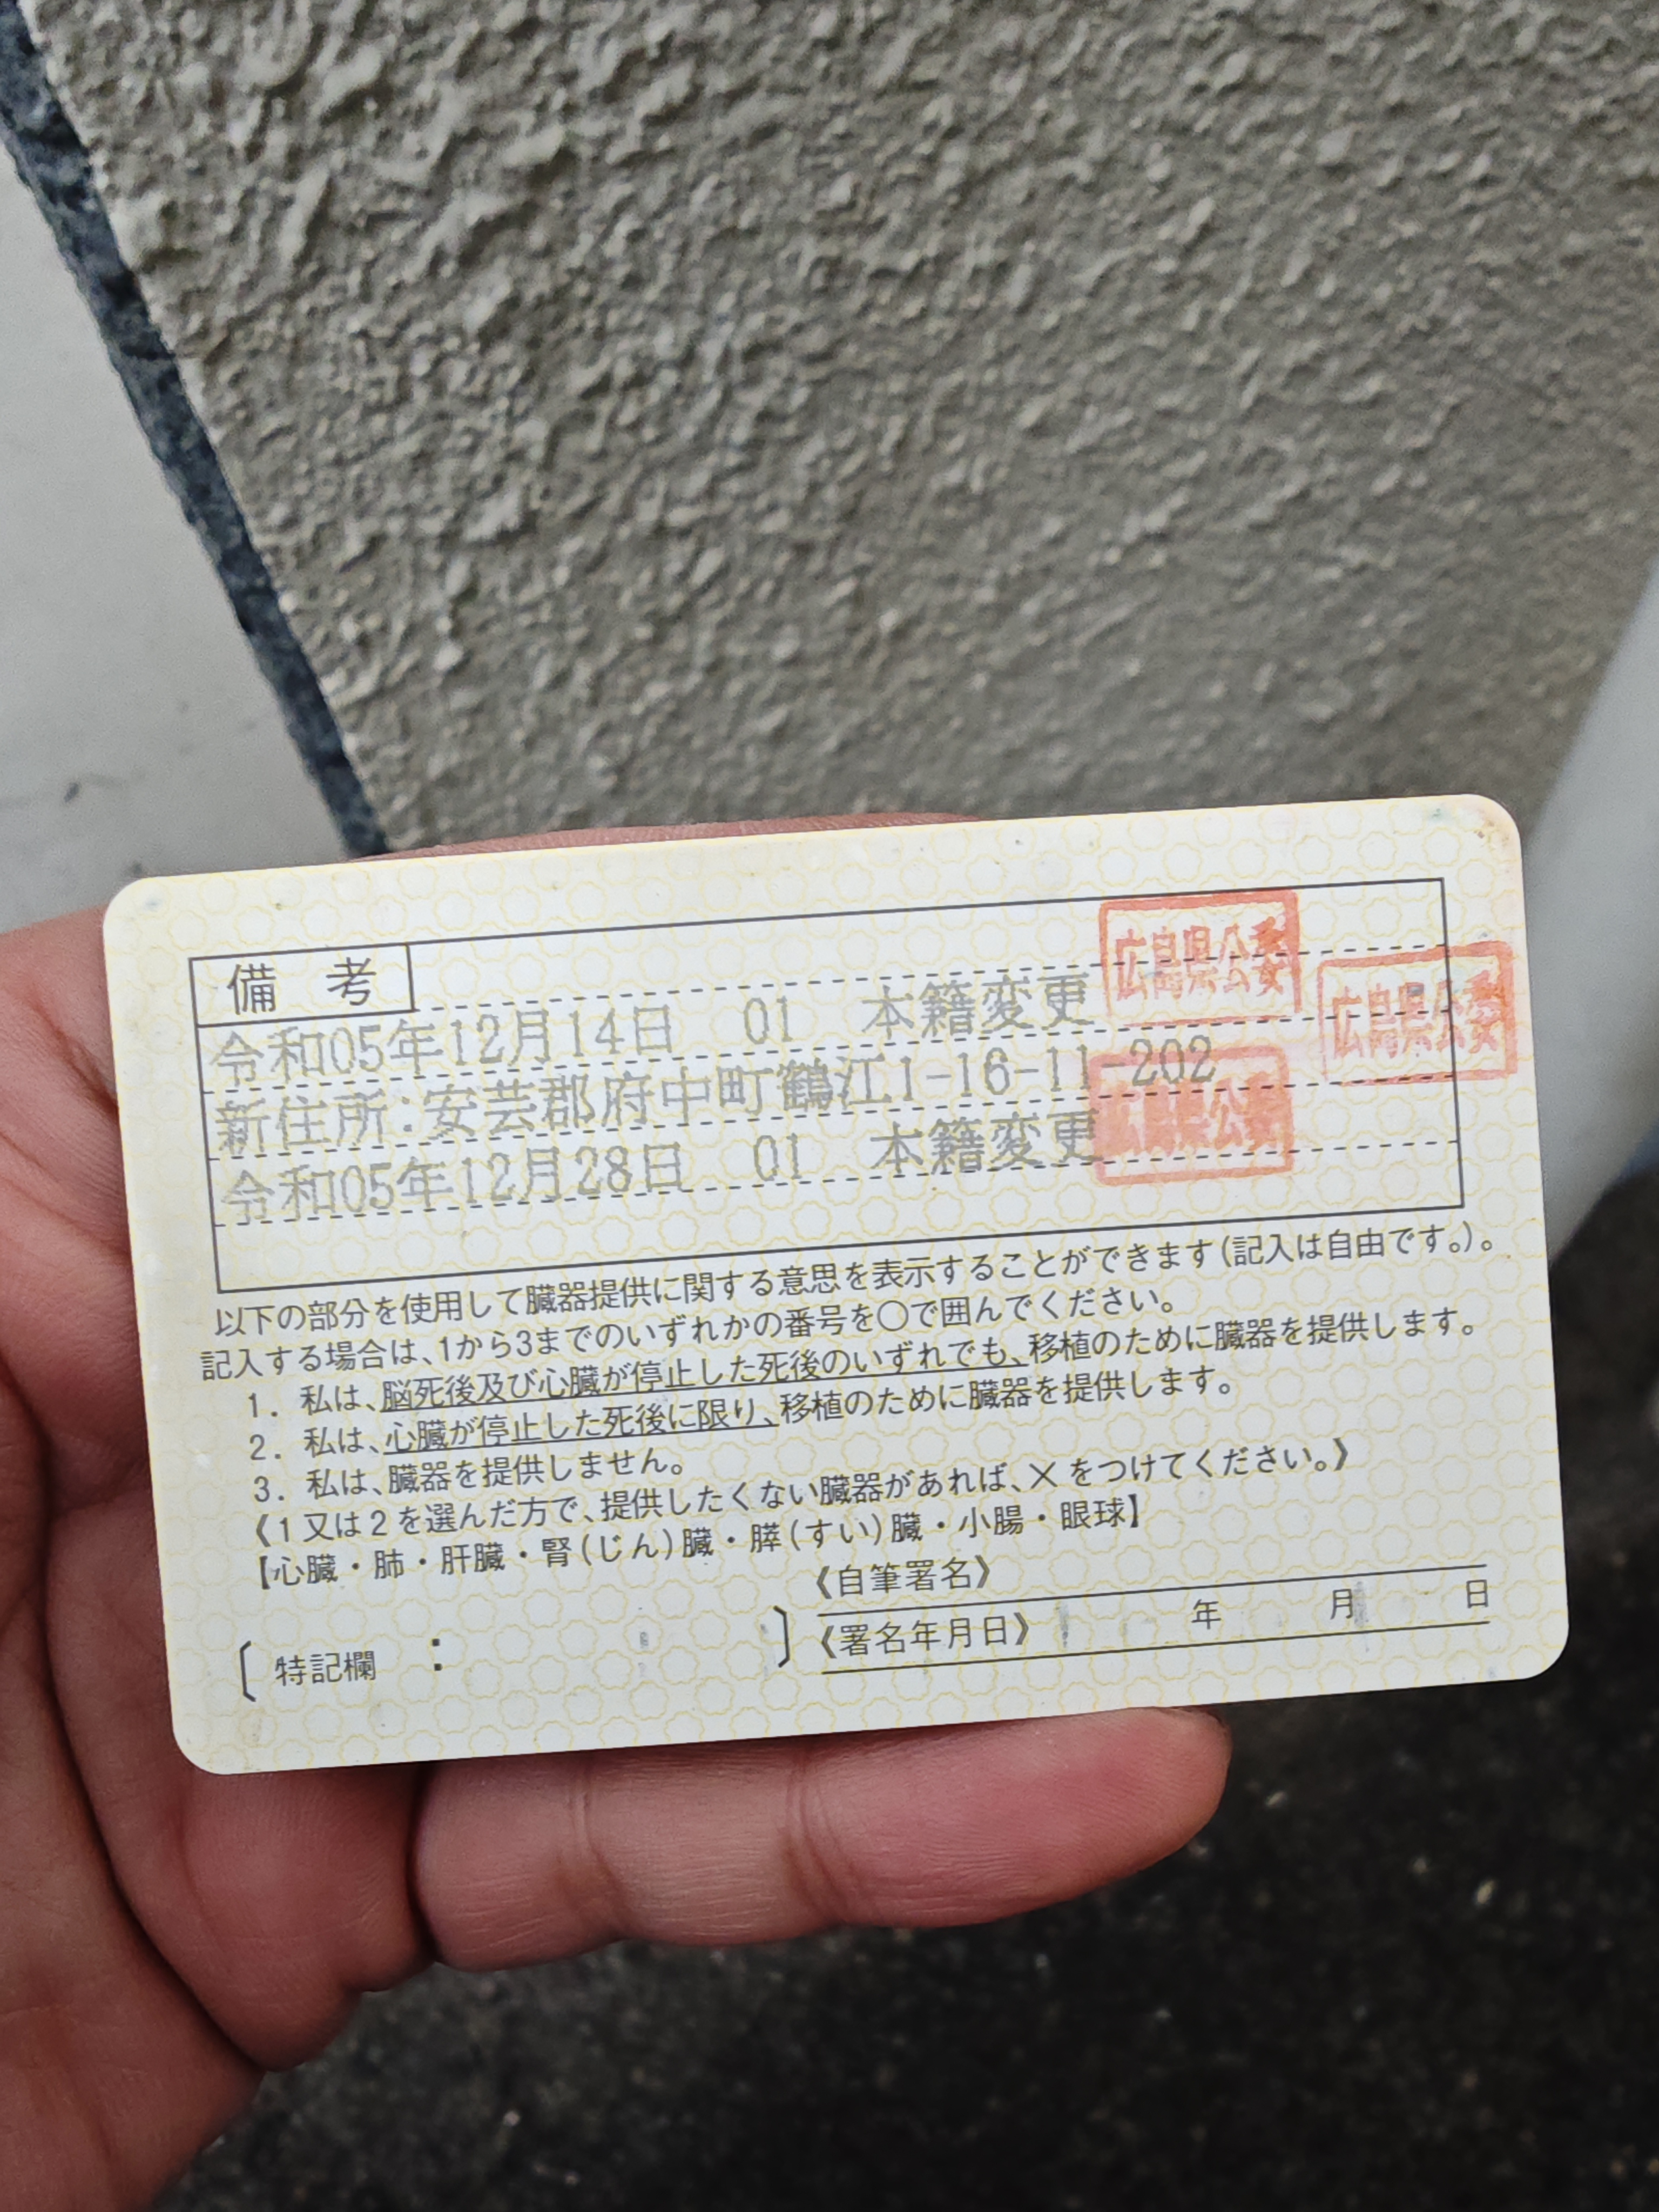 備考
令和05年12月14日 01 本籍変更 広島県公委
新住所:安芸郡府中町鶴江1-16-11-202 広島県公委
令和05年12月28日 01 本籍変更 広島県公委
以下の部分を使用して臓器提供に関する意思を表示することができます(記入は自由です。)。
記入する場合は、1から3までのいずれかの番号を〇で囲んでください。
1. 私は、脳死後及び心臓が停止した死後のいずれでも、移植のために臓器を提供します。
2. 私は、心臓が停止した死後に限り、移植のために臓器を提供します。
3. 私は、臓器を提供しません。
《1又は2を選んだ方で、提供したくない臓器があれば、×をつけてください。》
【心臓・肺・肝臓・腎(じん)臓・膵(すい)臓・小腸・眼球】
《自筆署名》
〔特記欄 : 〕
《署名年月日》 年 月 日